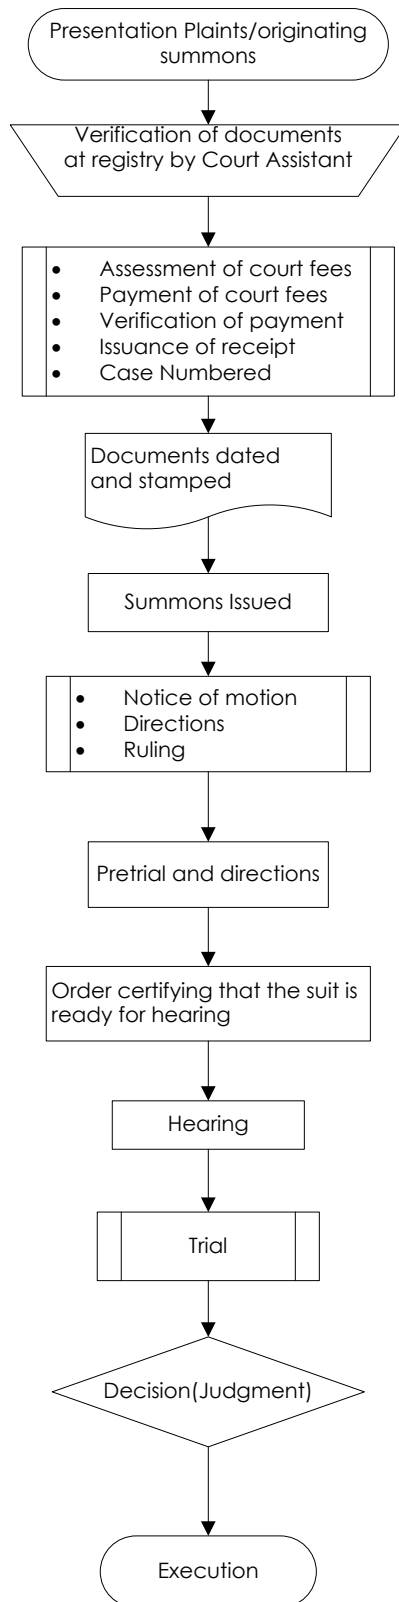 Presentation Plaints/originating
summons
Verification of documents
at registry by Court Assistant
• Assessment of court fees
• Payment of court fees
• Verification of payment
• Issuance of receipt
• Case Numbered
Documents dated
and stamped
Summons Issued
• Notice of motion
• Directions
• Ruling
Pretrial and directions
Order certifying that the suit is
ready for hearing
Hearing
Trial
Decision(Judgment)
Execution